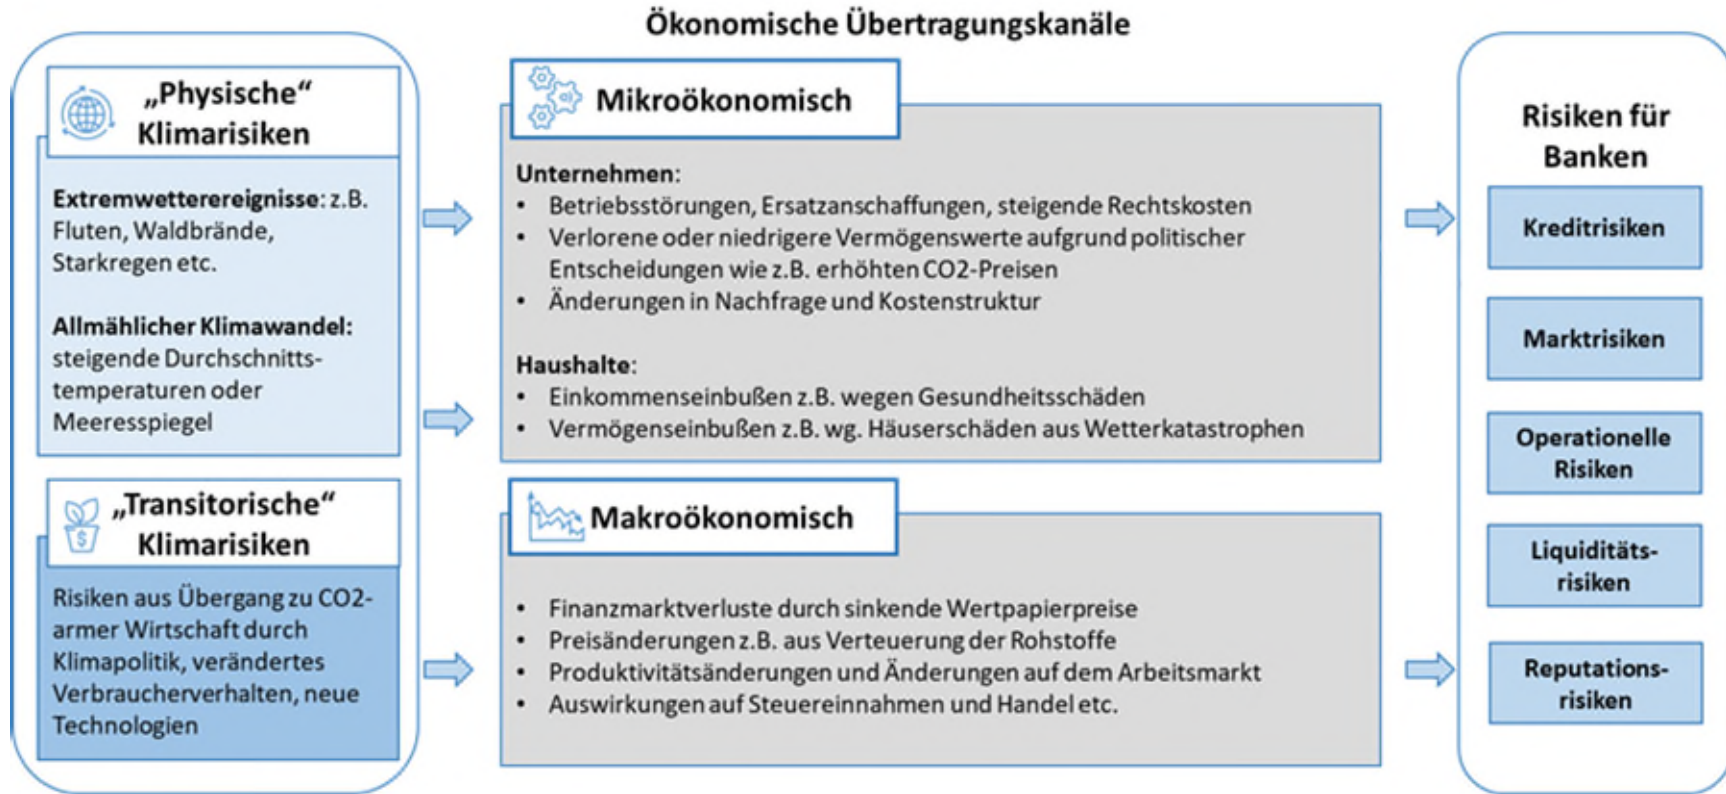 Ökonomische Übertragungskanäle
„Physische“
Klimarisiken
Extremwetterereignisse: z.B.
Fluten, Waldbrände,
Starkregen etc.
Allmählicher Klimawandel:
steigende Durchschnitts-
temperaturen oder
Meeresspiegel
„Transitorische“
Klimarisiken
Risiken aus Übergang zu CO2-
armer Wirtschaft durch
Klimapolitik, verändertes
Verbraucherverhalten, neue
Technologien
Mikroökonomisch
Unternehmen:
• Betriebsstörungen, Ersatzanschaffungen, steigende Rechtskosten
• Verlorene oder niedrigere Vermögenswerte aufgrund politischer
Entscheidungen wie z.B. erhöhten CO2-Preisen
• Änderungen in Nachfrage und Kostenstruktur
Haushalte:
• Einkommenseinbußen z.B. wegen Gesundheitsschäden
• Vermögenseinbußen z.B. wg. Häuserschäden aus Wetterkatastrophen
$
Makroökonomisch
• Finanzmarktverluste durch sinkende Wertpapierpreise
• Preisänderungen z.B. aus Verteuerung der Rohstoffe
• Produktivitätsänderungen und Änderungen auf dem Arbeitsmarkt
• Auswirkungen auf Steuereinnahmen und Handel etc.
Risiken für
Banken
Kreditrisiken
Marktrisiken
Operationelle
Risiken
Liquiditäts-
risiken
Reputations-
risiken